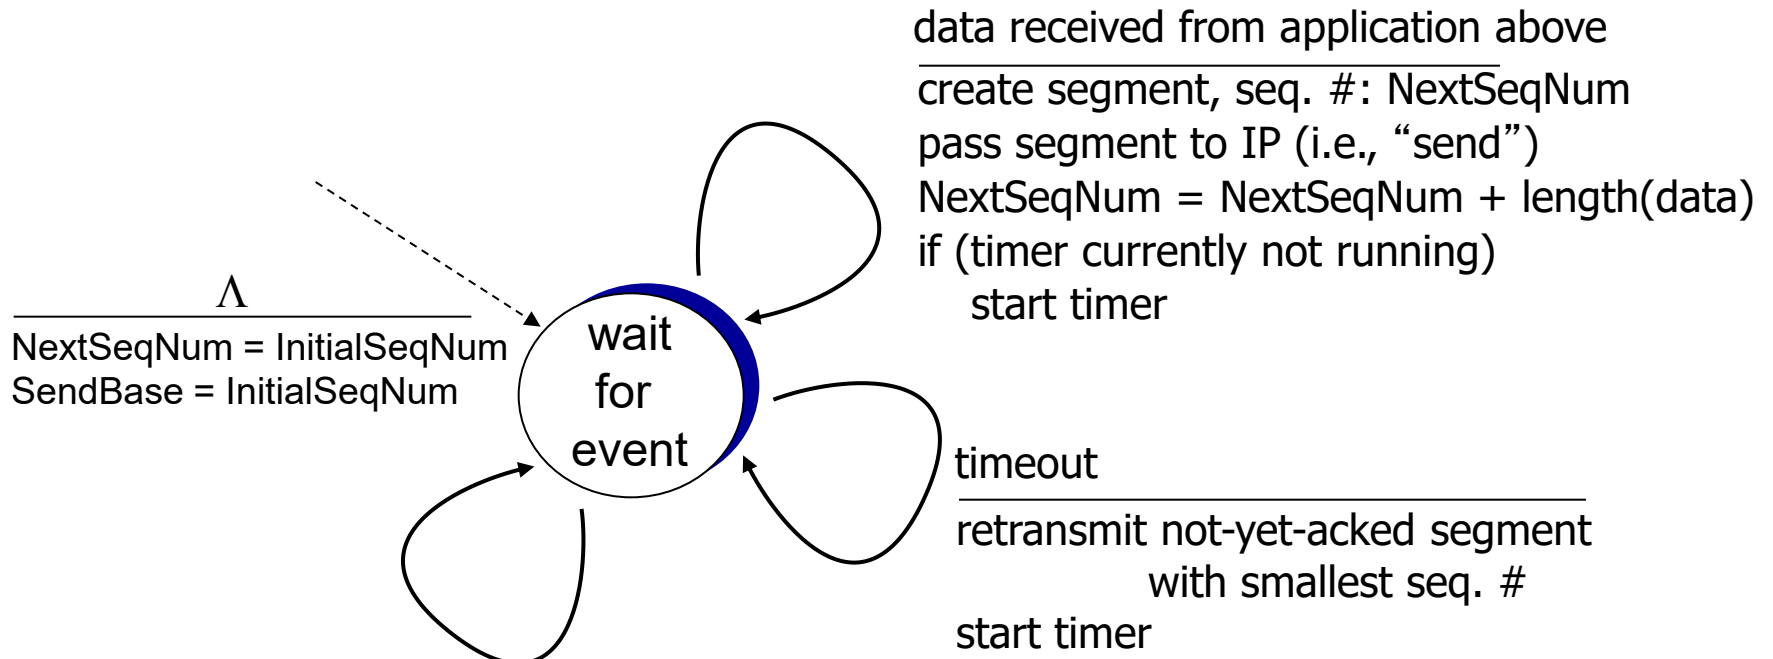 data received from application above
create segment, seq. #: NextSeqNum
pass segment to IP (i.e., “send”)
NextSeqNum = NextSeqNum + length(data)
if (timer currently not running)
start timer
Λ
NextSeqNum = InitialSeqNum
SendBase = InitialSeqNum
wait
for
event
timeout
retransmit not-yet-acked segment
with smallest seq. #
start timer